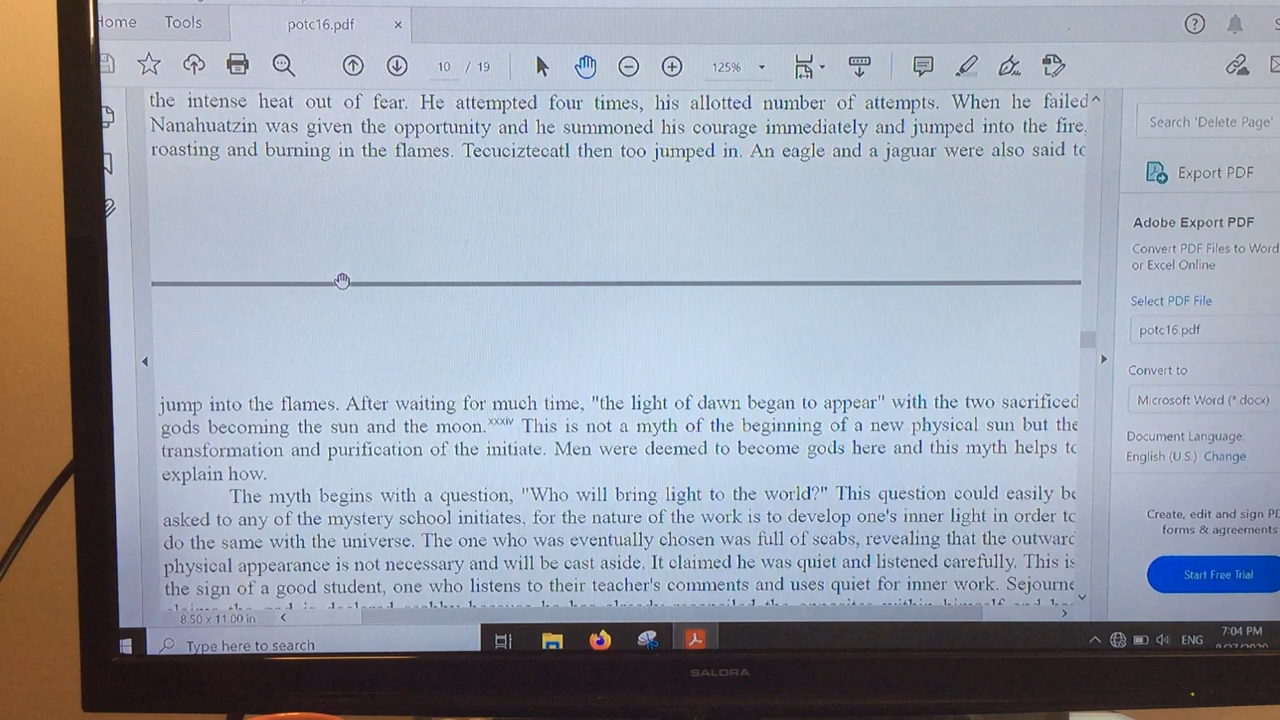 Home Tools potc16.pdf ×
10 / 19 125%
the intense heat out of fear. He attempted four times, his allotted number of attempts. When he failed
Nanahuatzin was given the opportunity and he summoned his courage immediately and jumped into the fire,
roasting and burning in the flames. Tecuciztecatl then too jumped in. An eagle and a jaguar were also said to
jump into the flames. After waiting for much time, "the light of dawn began to appear" with the two sacrificed
gods becoming the sun and the moon.xxxiv This is not a myth of the beginning of a new physical sun but the
transformation and purification of the initiate. Men were deemed to become gods here and this myth helps to
explain how.
The myth begins with a question, "Who will bring light to the world?" This question could easily be
asked to any of the mystery school initiates, for the nature of the work is to develop one's inner light in order to
do the same with the universe. The one who was eventually chosen was full of scabs, revealing that the outward
physical appearance is not necessary and will be cast aside. It claimed he was quiet and listened carefully. This is
the sign of a good student, one who listens to their teacher's comments and uses quiet for inner work. Sejourne
8.50 x 11.00 in
Search 'Delete Page'
Export PDF
Adobe Export PDF
Convert PDF Files to Word
or Excel Online
Select PDF File
potc16.pdf
Convert to
Microsoft Word (*.docx)
Document Language:
English (U.S.) Change
Create, edit and sign PD
forms & agreements
Start Free Trial
Type here to search
ENG
7:04 PM
SALORA